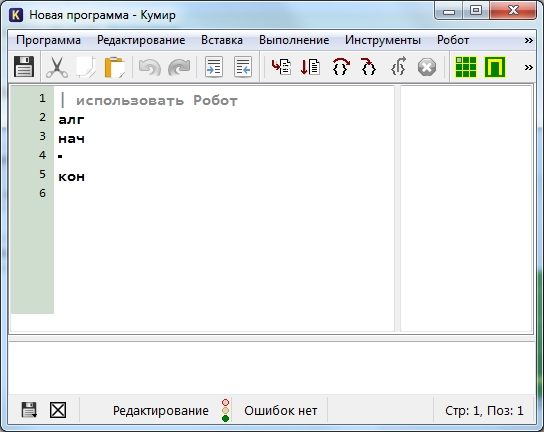 Новая программа - Кумир
Программа Редактирование Вставка Выполнение Инструменты Робот »
»
1 | использовать Робот
2 алг
3 нач
4 ▪
5 кон
6
Редактирование Ошибок нет Стр: 1, Поз: 1